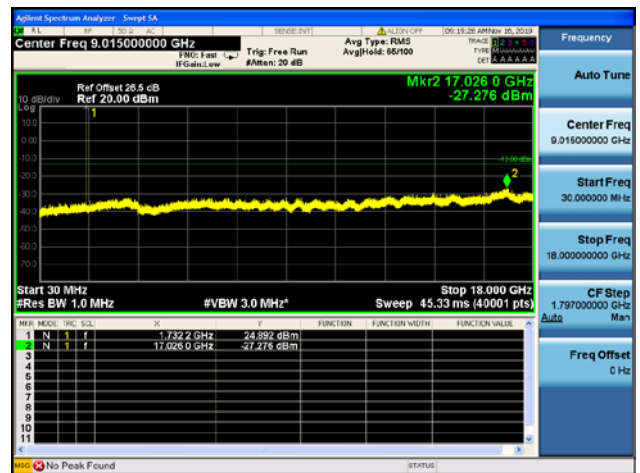 Agilent Spectrum Analyzer - Swept SA
RL RF 50 Ω AC SENSE:INT ALIGN OFF 09:19:28 AM Nov 16, 2019
Center Freq 9.015000000 GHz
PNO: Fast
IFGain:Low
Trig: Free Run
#Atten: 20 dB
Avg Type: RMS
Avg|Hold: 65/100
TRACE 1 2 3 4 5 6
TYPE
DET A A A A A A
Mkr2 17.026 0 GHz
-27.276 dBm
Ref Offset 26.5 dB
10 dB/div Ref 20.00 dBm
Log
1
10.0
0.00
-10.0
-13.00 dBm
2
-20.0
-30.0
-40.0
-50.0
-60.0
-70.0
Start 30 MHz Stop 18.000 GHz
#Res BW 1.0 MHz #VBW 3.0 MHz* Sweep 45.33 ms (40001 pts)
MKR MODE TRC SCL X Y FUNCTION FUNCTION WIDTH FUNCTION VALUE
1 N 1 f 1.732 2 GHz 24.892 dBm
2 N 1 f 17.026 0 GHz -27.276 dBm
3
4
5
6
7
8
9
10
11
MSG No Peak Found STATUS
Frequency
Auto Tune
Center Freq
9.015000000 GHz
Start Freq
30.000000 MHz
Stop Freq
18.000000000 GHz
CF Step
1.797000000 GHz
Auto Man
Freq Offset
0 Hz